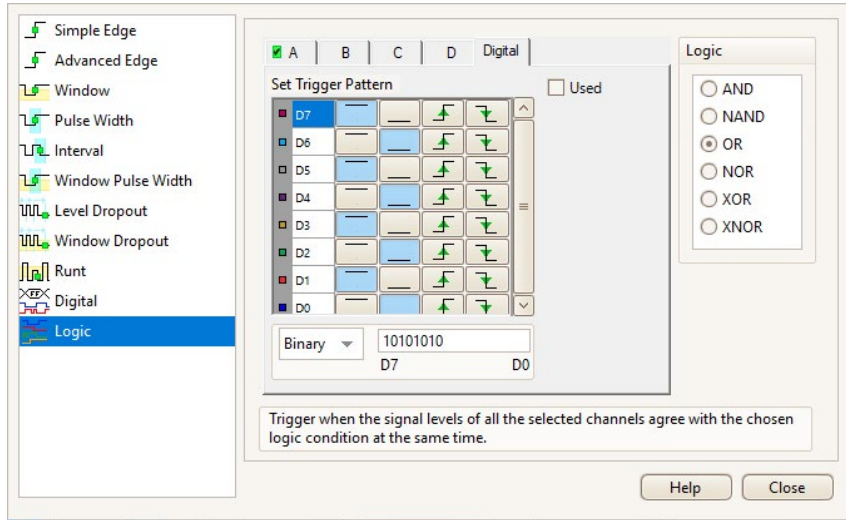 Simple Edge
Advanced Edge
Window
Pulse Width
Interval
Window Pulse Width
Level Dropout
Window Dropout
Runt
Digital
Logic
A B C D Digital
Set Trigger Pattern
Used
D7
D6
D5
D4
D3
D2
D1
D0
Binary 10101010
D7 D0
Logic
AND
NAND
OR
NOR
XOR
XNOR
Trigger when the signal levels of all the selected channels agree with the chosen
logic condition at the same time.
Help Close